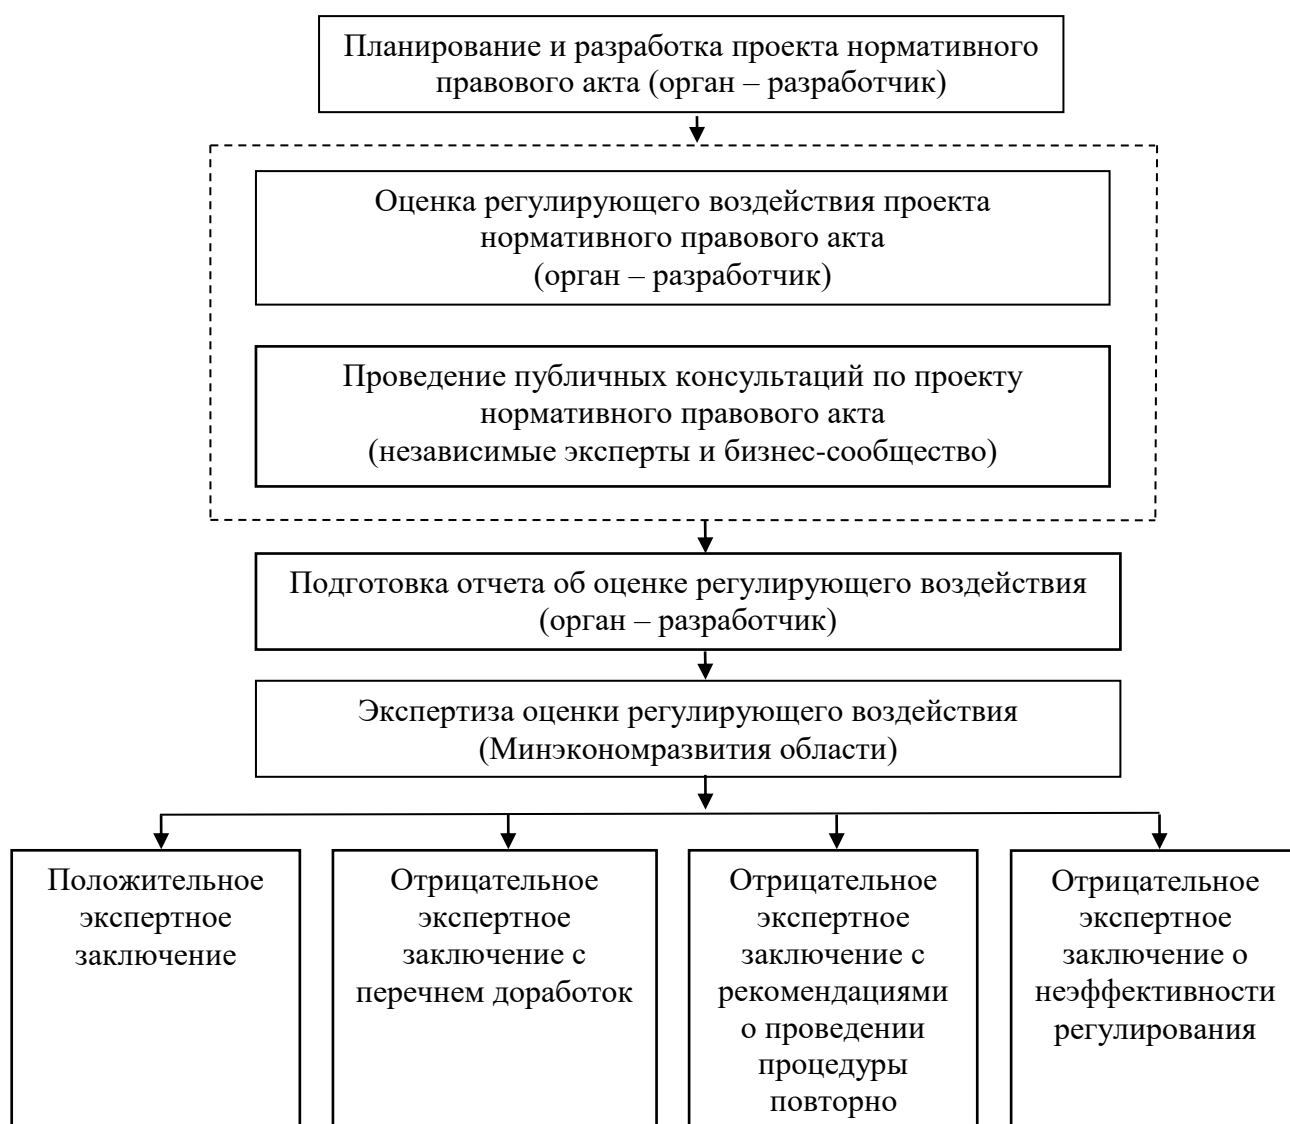 Планирование и разработка проекта нормативного
правового акта (орган – разработчик)
Оценка регулирующего воздействия проекта
нормативного правового акта
(орган – разработчик)
Проведение публичных консультаций по проекту
нормативного правового акта
(независимые эксперты и бизнес-сообщество)
Подготовка отчета об оценке регулирующего воздействия
(орган – разработчик)
Экспертиза оценки регулирующего воздействия
(Минэкономразвития области)
Положительное
экспертное
заключение
Отрицательное
экспертное
заключение с
перечнем доработок
Отрицательное
экспертное
заключение с
рекомендациями
о проведении
процедуры
повторно
Отрицательное
экспертное
заключение о
неэффективности
регулирования